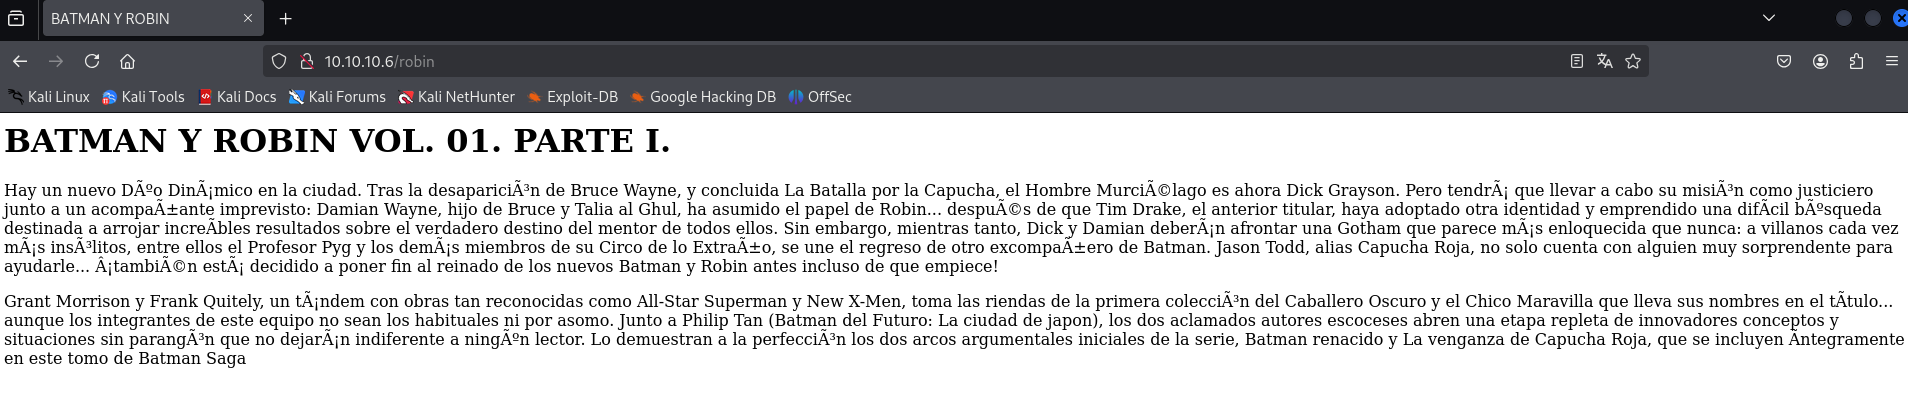 BATMAN Y ROBIN
10.10.10.6/robin
Kali Linux Kali Tools Kali Docs Kali Forums Kali NetHunter Exploit-DB Google Hacking DB OffSec
BATMAN Y ROBIN VOL. 01. PARTE I.
Hay un nuevo DÃºo DinÃ¡mico en la ciudad. Tras la desapariciÃ³n de Bruce Wayne, y concluida La Batalla por la Capucha, el Hombre MurciÃ©lago es ahora Dick Grayson. Pero tendrÃ¡ que llevar a cabo su misiÃ³n como justiciero
junto a un acompaÃ±ante imprevisto: Damian Wayne, hijo de Bruce y Talia al Ghul, ha asumido el papel de Robin... despuÃ©s de que Tim Drake, el anterior titular, haya adoptado otra identidad y emprendido una difÃcil bÃºsqueda
destinada a arrojar increÃbles resultados sobre el verdadero destino del mentor de todos ellos. Sin embargo, mientras tanto, Dick y Damian deberÃ¡n afrontar una Gotham que parece mÃ¡s enloquecida que nunca: a villanos cada vez
mÃ¡s insÃ³litos, entre ellos el Profesor Pyg y los demÃ¡s miembros de su Circo de lo ExtraÃ±o, se une el regreso de otro excompaÃ±ero de Batman. Jason Todd, alias Capucha Roja, no solo cuenta con alguien muy sorprendente para
ayudarle... Â¡tambiÃ©n estÃ¡ decidido a poner fin al reinado de los nuevos Batman y Robin antes incluso de que empiece!
Grant Morrison y Frank Quitely, un tÃ¡ndem con obras tan reconocidas como All-Star Superman y New X-Men, toma las riendas de la primera colecciÃ³n del Caballero Oscuro y el Chico Maravilla que lleva sus nombres en el tÃtulo...
aunque los integrantes de este equipo no sean los habituales ni por asomo. Junto a Philip Tan (Batman del Futuro: La ciudad de japon), los dos aclamados autores escoceses abren una etapa repleta de innovadores conceptos y
situaciones sin parangÃ³n que no dejarÃ¡n indiferente a ningÃºn lector. Lo demuestran a la perfecciÃ³n los dos arcos argumentales iniciales de la serie, Batman renacido y La venganza de Capucha Roja, que se incluyen Ãntegramente
en este tomo de Batman Saga